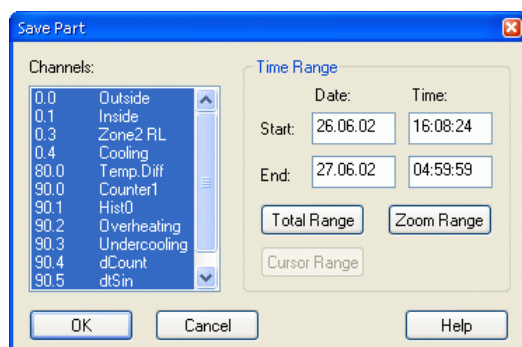 Save Part
Channels:
0.0 Outside
0.1 Inside
0.3 Zone2 RL
0.4 Cooling
80.0 Temp.Diff
90.0 Counter1
90.1 Hist0
90.2 Overheating
90.3 Undercooling
90.4 dCount
90.5 dtSin
Time Range
Date: Time:
Start: 26.06.02 16:08:24
End: 27.06.02 04:59:59
Total Range Zoom Range
Cursor Range
OK Cancel Help